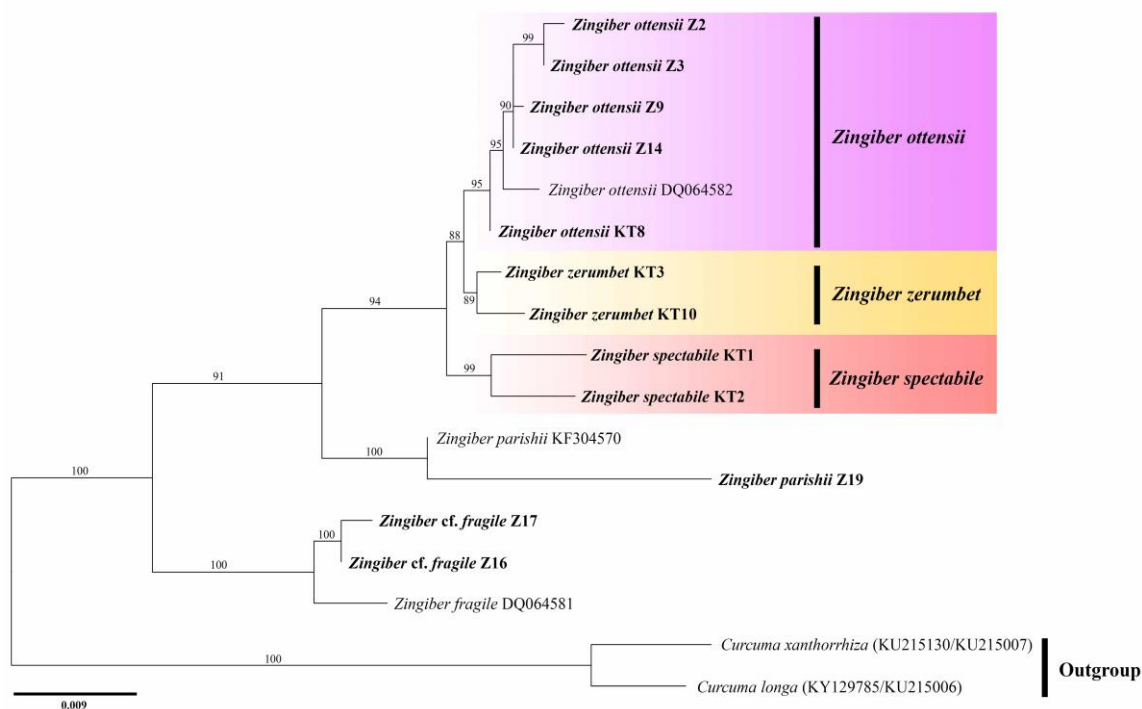 99
Zingiber ottensii Z2
Zingiber ottensii Z3
90
Zingiber ottensii Z9
Zingiber ottensii Z14
95
Zingiber ottensii DQ064582
95
Zingiber ottensii KT8
Zingiber ottensii
88
Zingiber zerumbet KT3
89
Zingiber zerumbet KT10
Zingiber zerumbet
94
Zingiber spectabile KT1
99
Zingiber spectabile KT2
Zingiber spectabile
91
Zingiber parishii KF304570
100
Zingiber parishii Z19
100
Zingiber cf. fragile Z17
100
Zingiber cf. fragile Z16
100
Zingiber fragile DQ064581
Curcuma xanthorrhiza (KU215130/KU215007)
100
Curcuma longa (KY129785/KU215006)
Outgroup
0.009